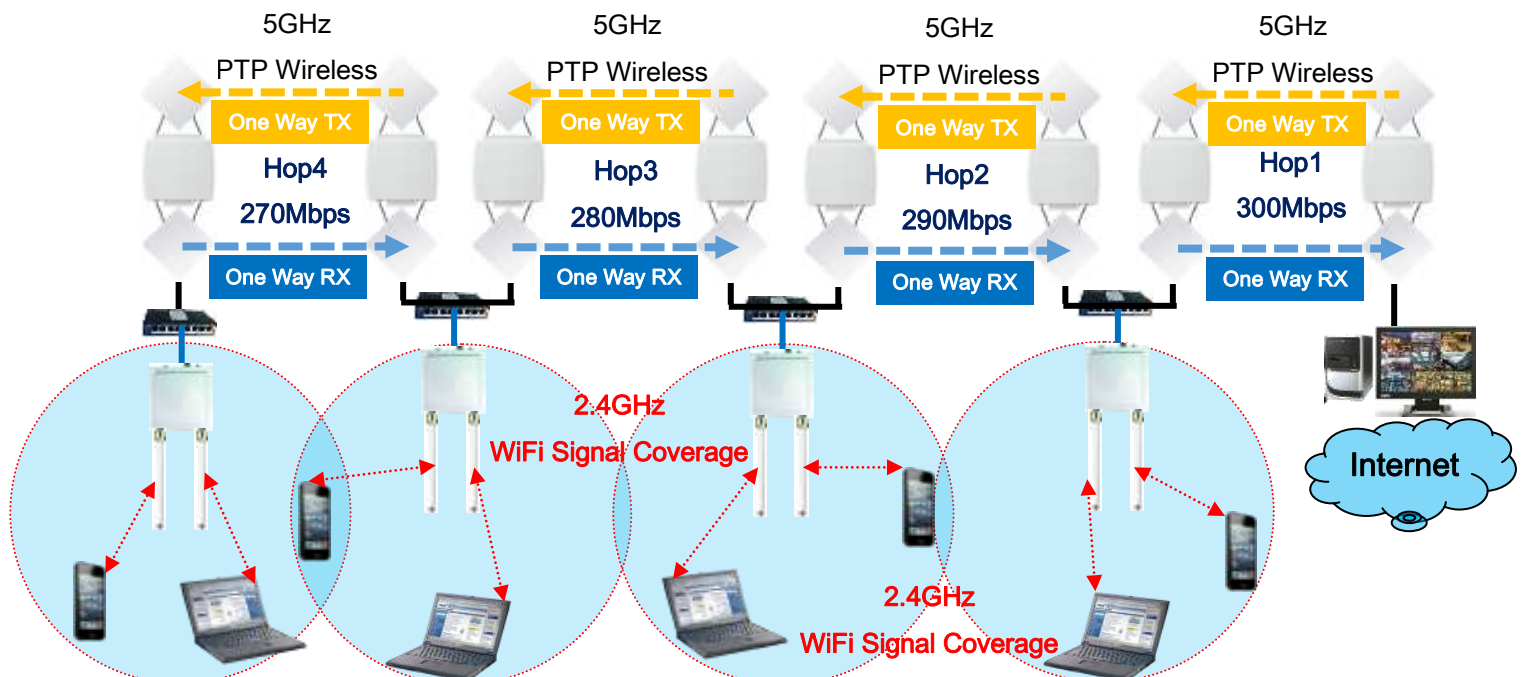 5GHz
5GHz
5GHz
5GHz
PTP Wireless
PTP Wireless
PTP Wireless
PTP Wireless
One Way TX
One Way TX
One Way TX
One Way TX
Hop4
Hop3
Hop2
Hop1
270Mbps
280Mbps
290Mbps
300Mbps
One Way RX
One Way RX
One Way RX
One Way RX
2.4GHz
WiFi Signal Coverage
Internet
2.4GHz
WiFi Signal Coverage